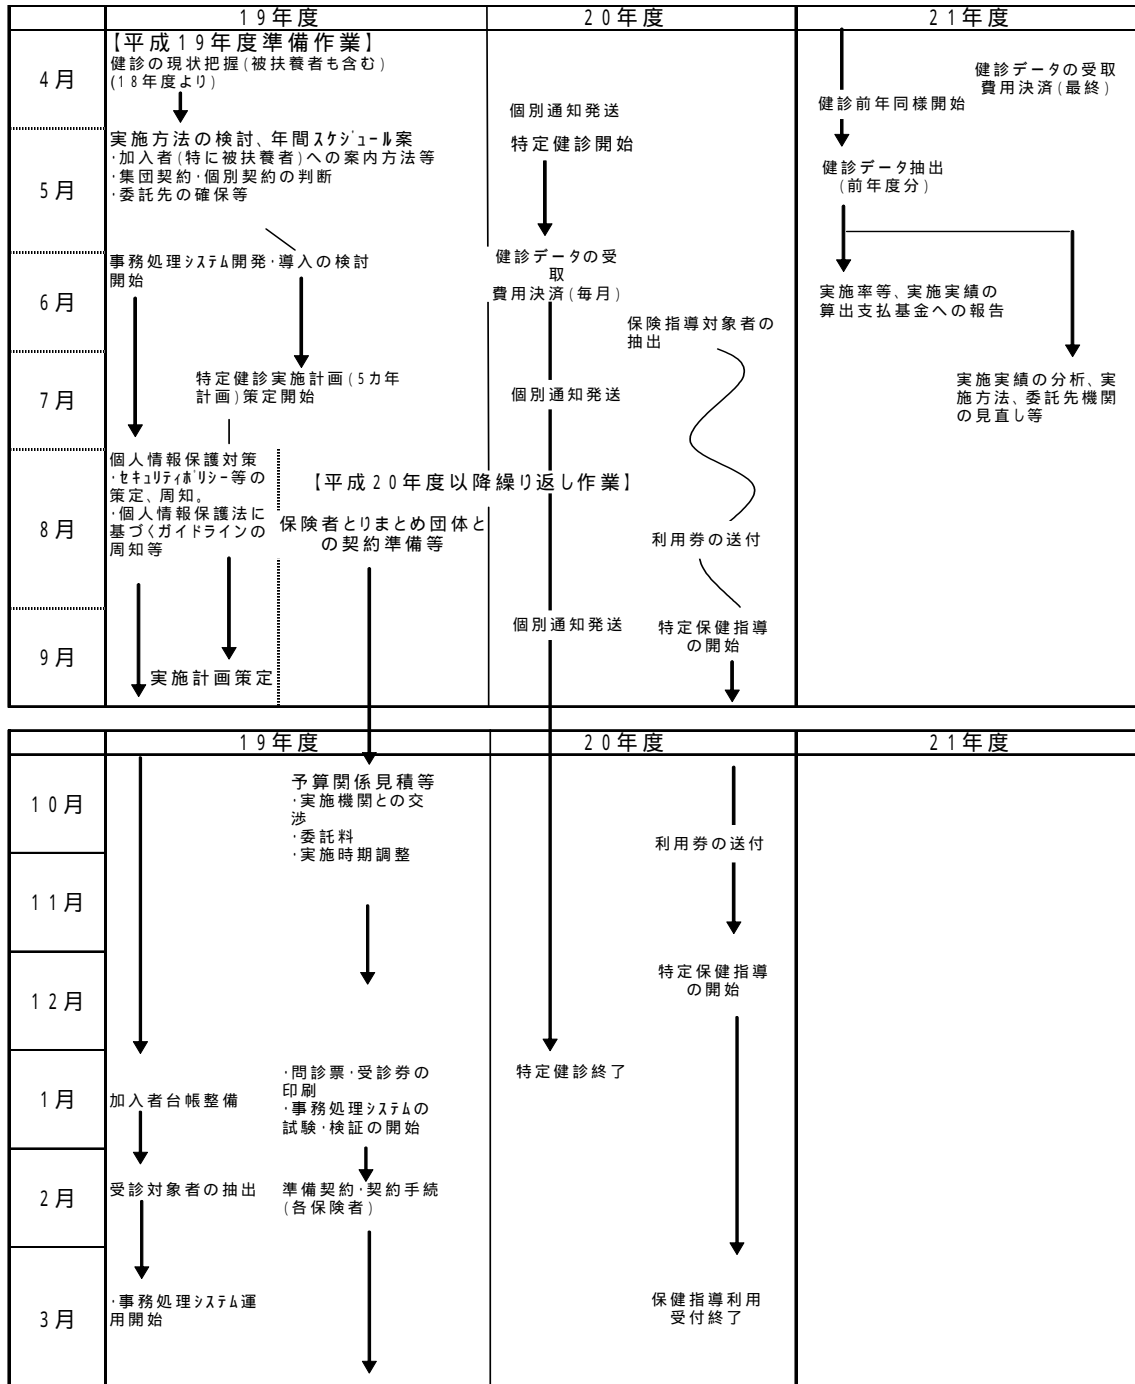 19年度
20年度
21年度
4月
【平成19年度準備作業】
健診の現状把握(被扶養者も含む)
(18年度より)
5月
実施方法の検討、年間スケジュール案
・加入者(特に被扶養者)への案内方法等
・集団契約・個別契約の判断
・委託先の確保等
6月
事務処理システム開発・導入の検討
開始
7月
特定健診実施計画(5カ年
計画)策定開始
8月
個人情報保護対策
・セキュリティポリシー等の
策定、周知。
・個人情報保護法に
基づくガイドラインの
周知等
【平成20年度以降繰り返し作業】
保険者とりまとめ団体と
の契約準備等
9月
実施計画策定
個別通知発送
特定健診開始
健診データの受
取
費用決済(毎月)
保険指導対象者の
抽出
個別通知発送
利用券の送付
個別通知発送
特定保健指導
の開始
健診データの受取
費用決済(最終)
健診前年同様開始
健診データ抽出
(前年度分)
実施率等、実施実績の
算出支払基金への報告
実施実績の分析、実
施方法、委託先機関
の見直し等
19年度
20年度
21年度
10月
予算関係見積等
・実施機関との交
渉
・委託料
・実施時期調整
利用券の送付
11月
12月
特定保健指導
の開始
1月
加入者台帳整備
・問診票・受診券の
印刷
・事務処理システムの
試験・検証の開始
特定健診終了
2月
受診対象者の抽出
準備契約・契約手続
(各保険者)
3月
・事務処理システム運
用開始
保健指導利用
受付終了